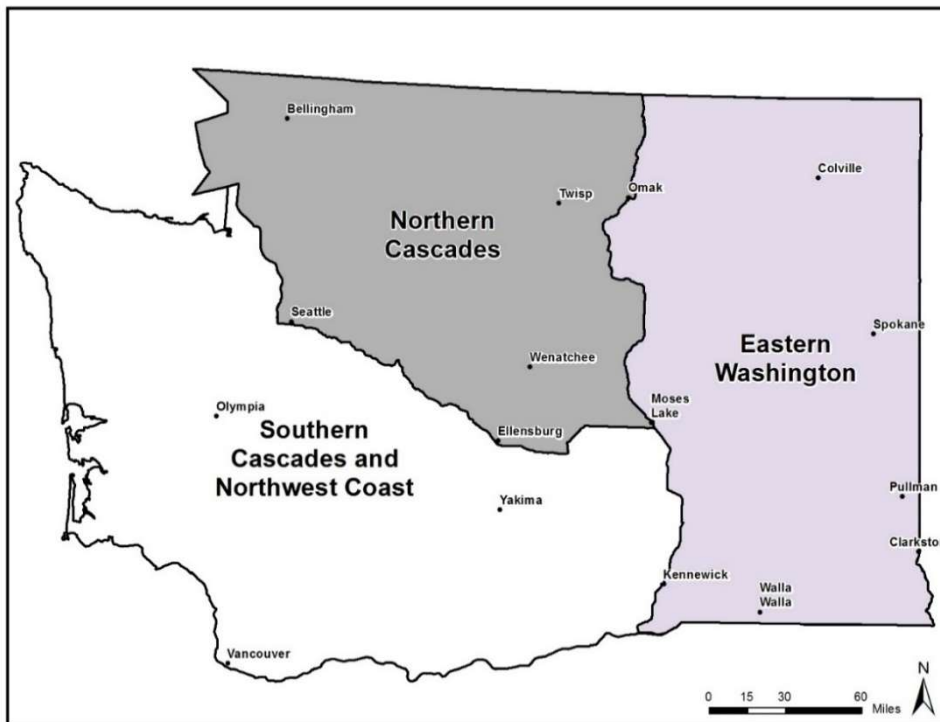 Bellingham
Colville
Twisp
Omak
Northern
Cascades
Seattle
Spokane
Eastern
Washington
Wenatchee
Moses
Lake
Olympia
Southern
Cascades and
Northwest Coast
Ellensburg
Yakima
Pullman
Clarkston
Kennewick
Walla
Walla
Vancouver
N
0 15 30 60
Miles